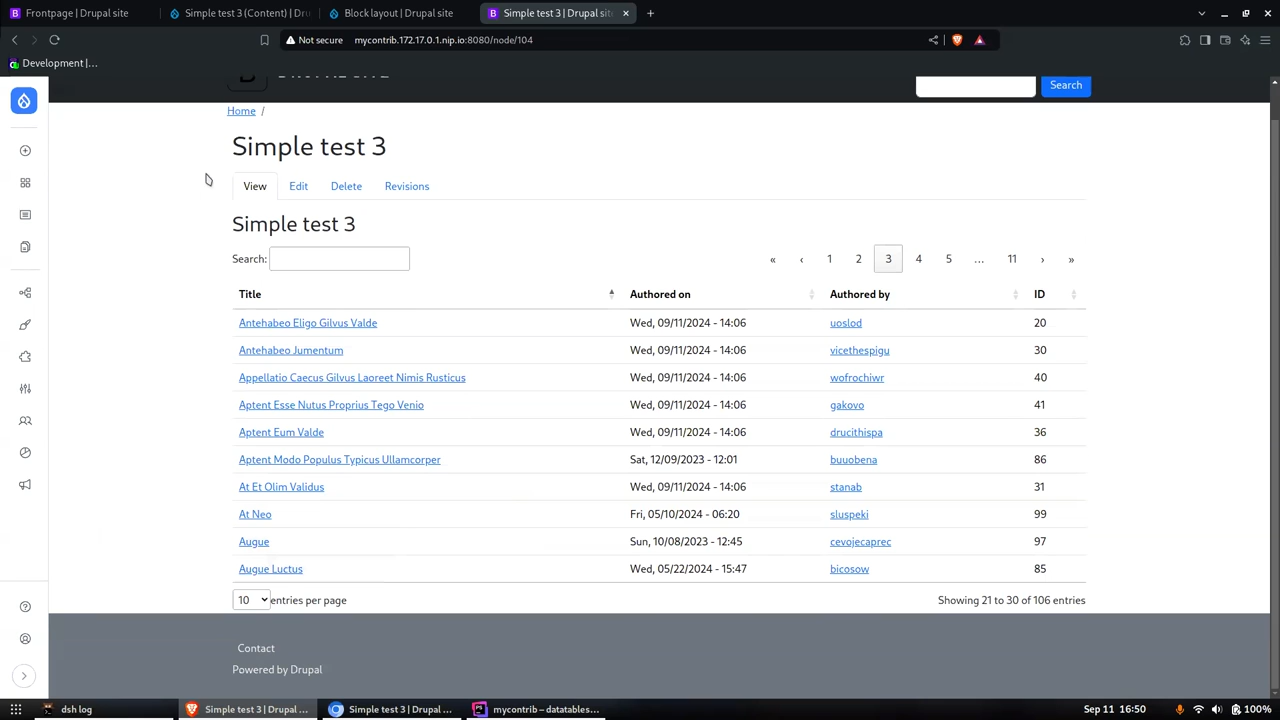 Frontpage | Drupal site
Simple test 3 (Content) | Dru
Block layout | Drupal site
Simple test 3 | Drupal site
Not secure
mycontrib.172.17.0.1.nip.io:8080/node/104
Development |...
Search
Home /
Simple test 3
View
Edit
Delete
Revisions
Simple test 3
Search:
« ‹ 1 2 3 4 5 ... 11 › »
Title Authored on Authored by ID
Antehabeo Eligo Gilvus Valde Wed, 09/11/2024 - 14:06 uoslod 20
Antehabeo Jumentum Wed, 09/11/2024 - 14:06 vicethespigu 30
Appellatio Caecus Gilvus Laoreet Nimis Rusticus Wed, 09/11/2024 - 14:06 wofrochiwr 40
Aptent Esse Nutus Proprius Tego Venio Wed, 09/11/2024 - 14:06 gakovo 41
Aptent Eum Valde Wed, 09/11/2024 - 14:06 drucithispa 36
Aptent Modo Populus Typicus Ullamcorper Sat, 12/09/2023 - 12:01 buuobena 86
At Et Olim Validus Wed, 09/11/2024 - 14:06 stanab 31
At Neo Fri, 05/10/2024 - 06:20 sluspeki 99
Augue Sun, 10/08/2023 - 12:45 cevojecaprec 97
Augue Luctus Wed, 05/22/2024 - 15:47 bicosow 85
10 entries per page
Showing 21 to 30 of 106 entries
Contact
Powered by Drupal
dsh log
Simple test 3 | Drupal ...
Simple test 3 | Drupal ...
mycontrib – datatables...
Sep 11 16:50
100%